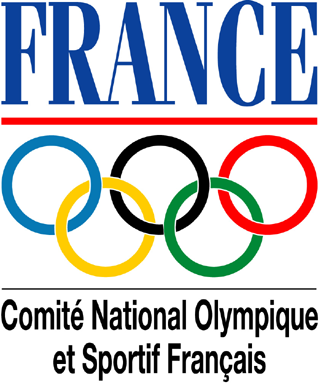 FRANCE
Comité National Olympique
et Sportif Français